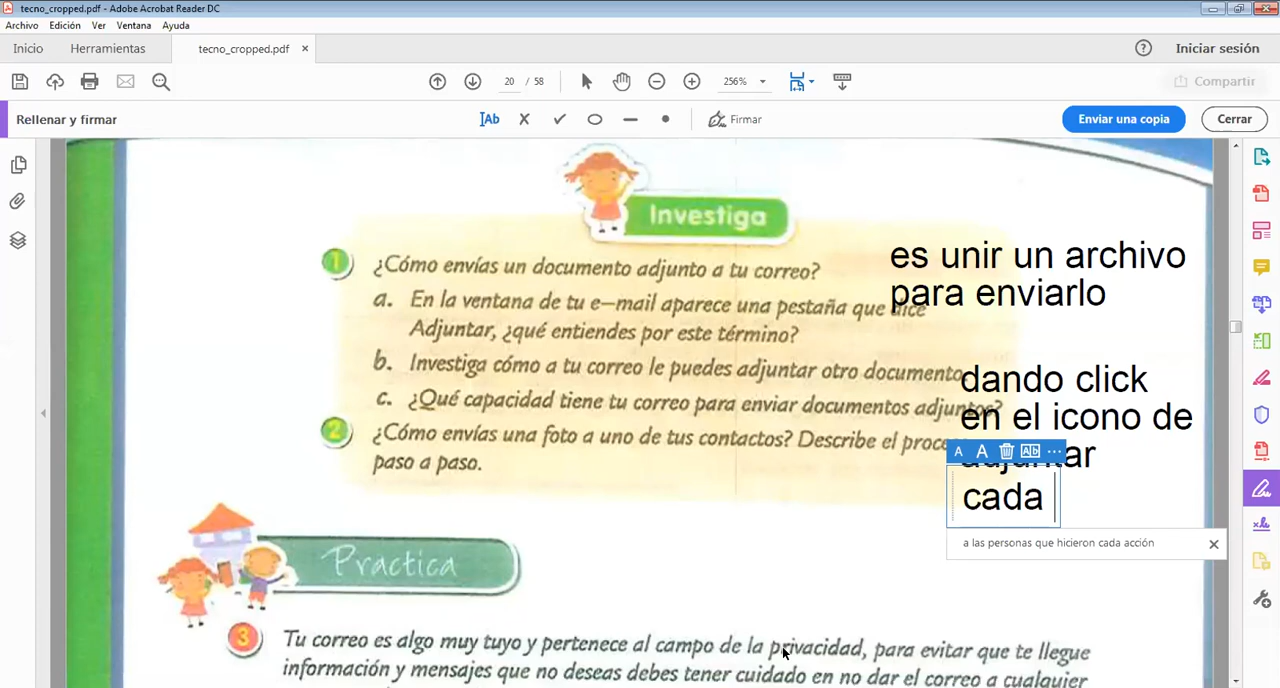 tecno_cropped.pdf - Adobe Acrobat Reader DC
Archivo Edición Ver Ventana Ayuda
Inicio Herramientas tecno_cropped.pdf × Iniciar sesión
20 / 58 256% Compartir
Rellenar y firmar IAb Firmar Enviar una copia Cerrar
Investiga
1 ¿Cómo envías un documento adjunto a tu correo?
a. En la ventana de tu e-mail aparece una pestaña que dice
Adjuntar, ¿qué entiendes por este término?
b. Investiga cómo a tu correo le puedes adjuntar otro documento
c. ¿Qué capacidad tiene tu correo para enviar documentos adjuntos?
2 ¿Cómo envías una foto a uno de tus contactos? Describe el proce
paso a paso.
es unir un archivo
para enviarlo
dando click
en el icono de
adjuntar
A A Ab ...
cada
a las personas que hicieron cada acción
Practica
3 Tu correo es algo muy tuyo y pertenece al campo de la privacidad, para evitar que te llegue
información y mensajes que no deseas debes tener cuidado en no dar el correo a cualquier